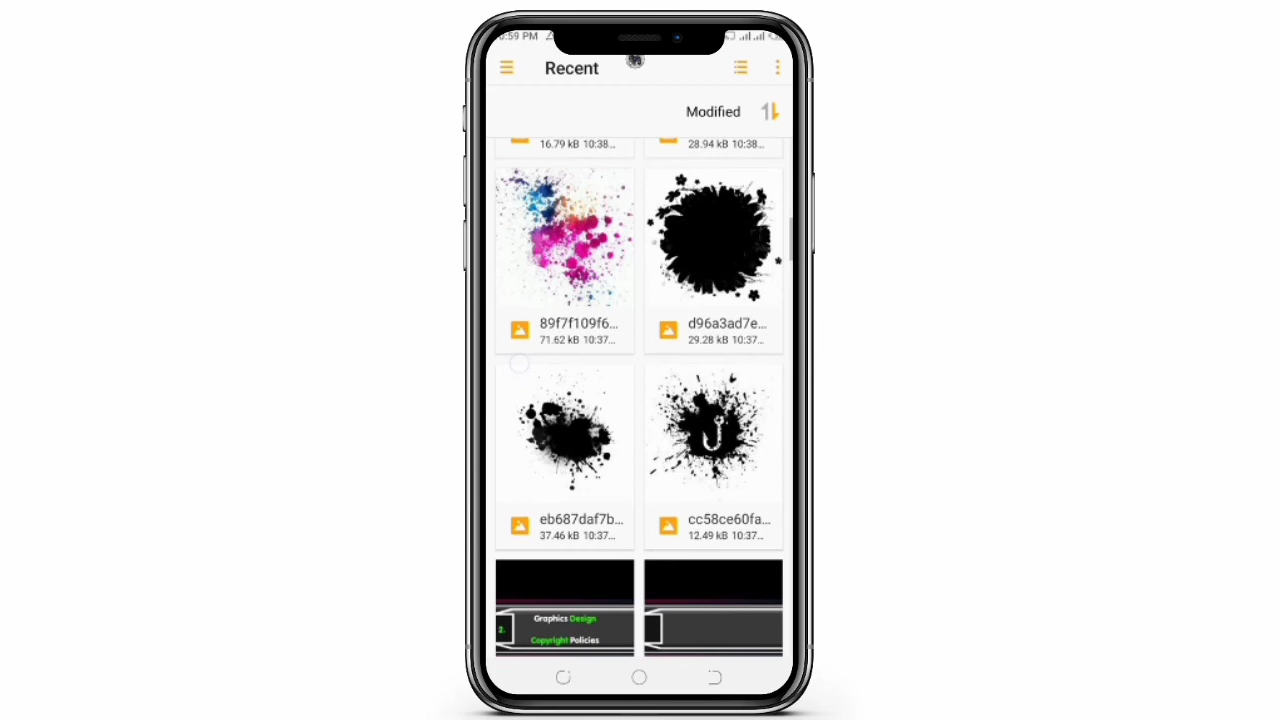 :59 PM
Recent
Modified
16.79 kB 10:38...
28.94 kB 10:38...
89f7f109f6...
71.62 kB 10:37...
d96a3ad7e...
29.28 kB 10:37...
eb687daf7b...
37.46 kB 10:37...
cc58ce60fa...
12.49 kB 10:37...
2.
Graphics Design
Copyright Policies